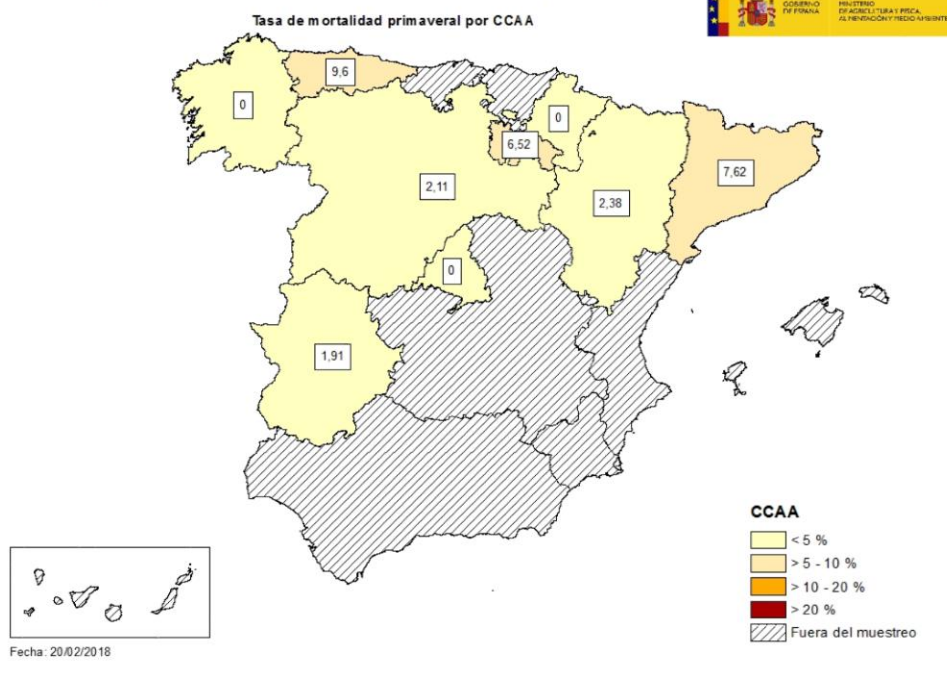 Tasa de mortalidad primaveral por CCAA
GOBIERNO
DE ESPAÑA
MINISTERIO
DE AGRICULTURA Y PESCA,
ALIMENTACIÓN Y MEDIO AMBIENTE
9,6
0
0
6,52
7,62
2,11
2,38
0
1,91
CCAA
< 5 %
> 5 - 10 %
> 10 - 20 %
> 20 %
Fuera del muestreo
Fecha: 20/02/2018